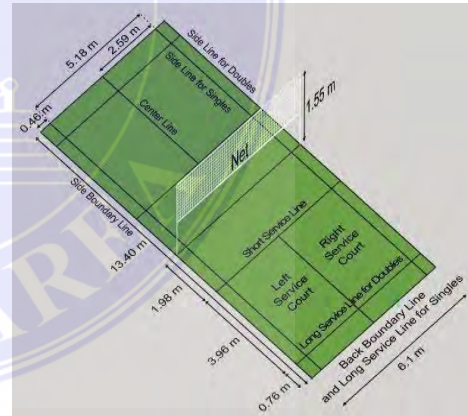 5.18 m
2.59 m
0.46 m
Side Line for Doubles
Side Line for Singles
Center Line
1.55 m
Net
Side Boundary Line
13.40 m
Short Service Line
1.98 m
Left
Service
Court
Right
Service
Court
3.96 m
Long Service Line for Doubles
0.76 m
Back Boundary Line
and Long Service Line for Singles
6.1 m